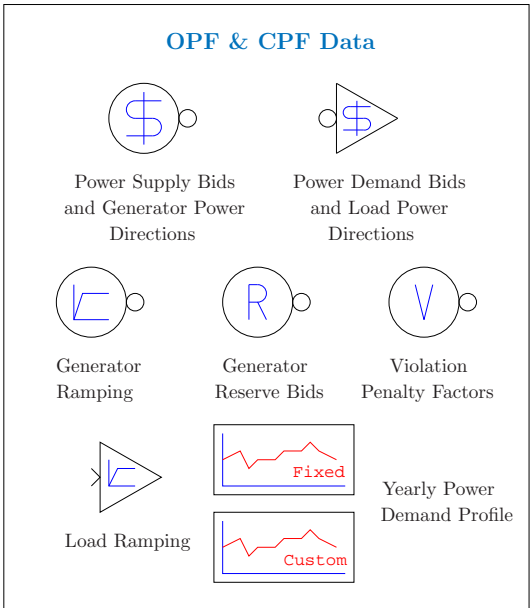 OPF & CPF Data
$
$
Power Supply Bids
and Generator Power
Directions
Power Demand Bids
and Load Power
Directions
R
V
Generator
Ramping
Generator
Reserve Bids
Violation
Penalty Factors
Fixed
Custom
Load Ramping
Yearly Power
Demand Profile